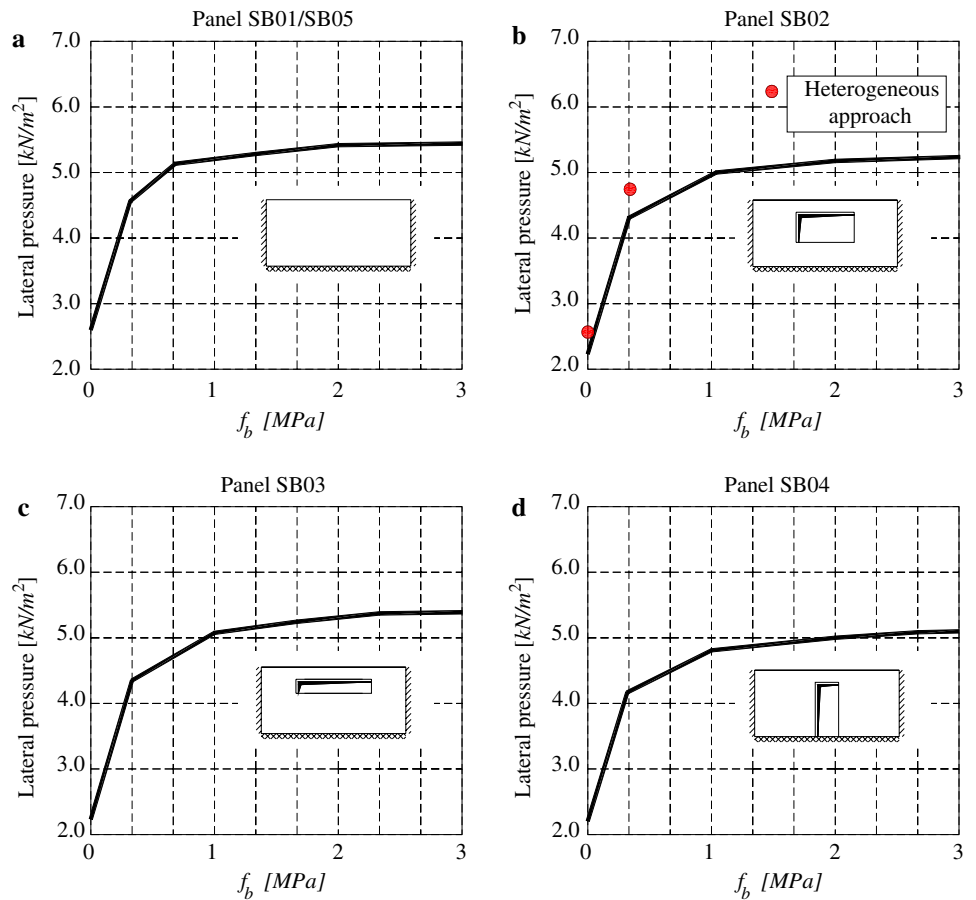 Panel SB01/SB05
a
7.0
6.0
5.0
4.0
3.0
2.0
Lateral pressure [kN/m²]
0 1 2 3
f_b [MPa]
Panel SB02
b
7.0
6.0
5.0
4.0
3.0
2.0
Lateral pressure [kN/m²]
Heterogeneous
approach
0 1 2 3
f_b [MPa]
Panel SB03
c
7.0
6.0
5.0
4.0
3.0
2.0
Lateral pressure [kN/m²]
0 1 2 3
f_b [MPa]
Panel SB04
d
7.0
6.0
5.0
4.0
3.0
2.0
Lateral pressure [kN/m²]
0 1 2 3
f_b [MPa]